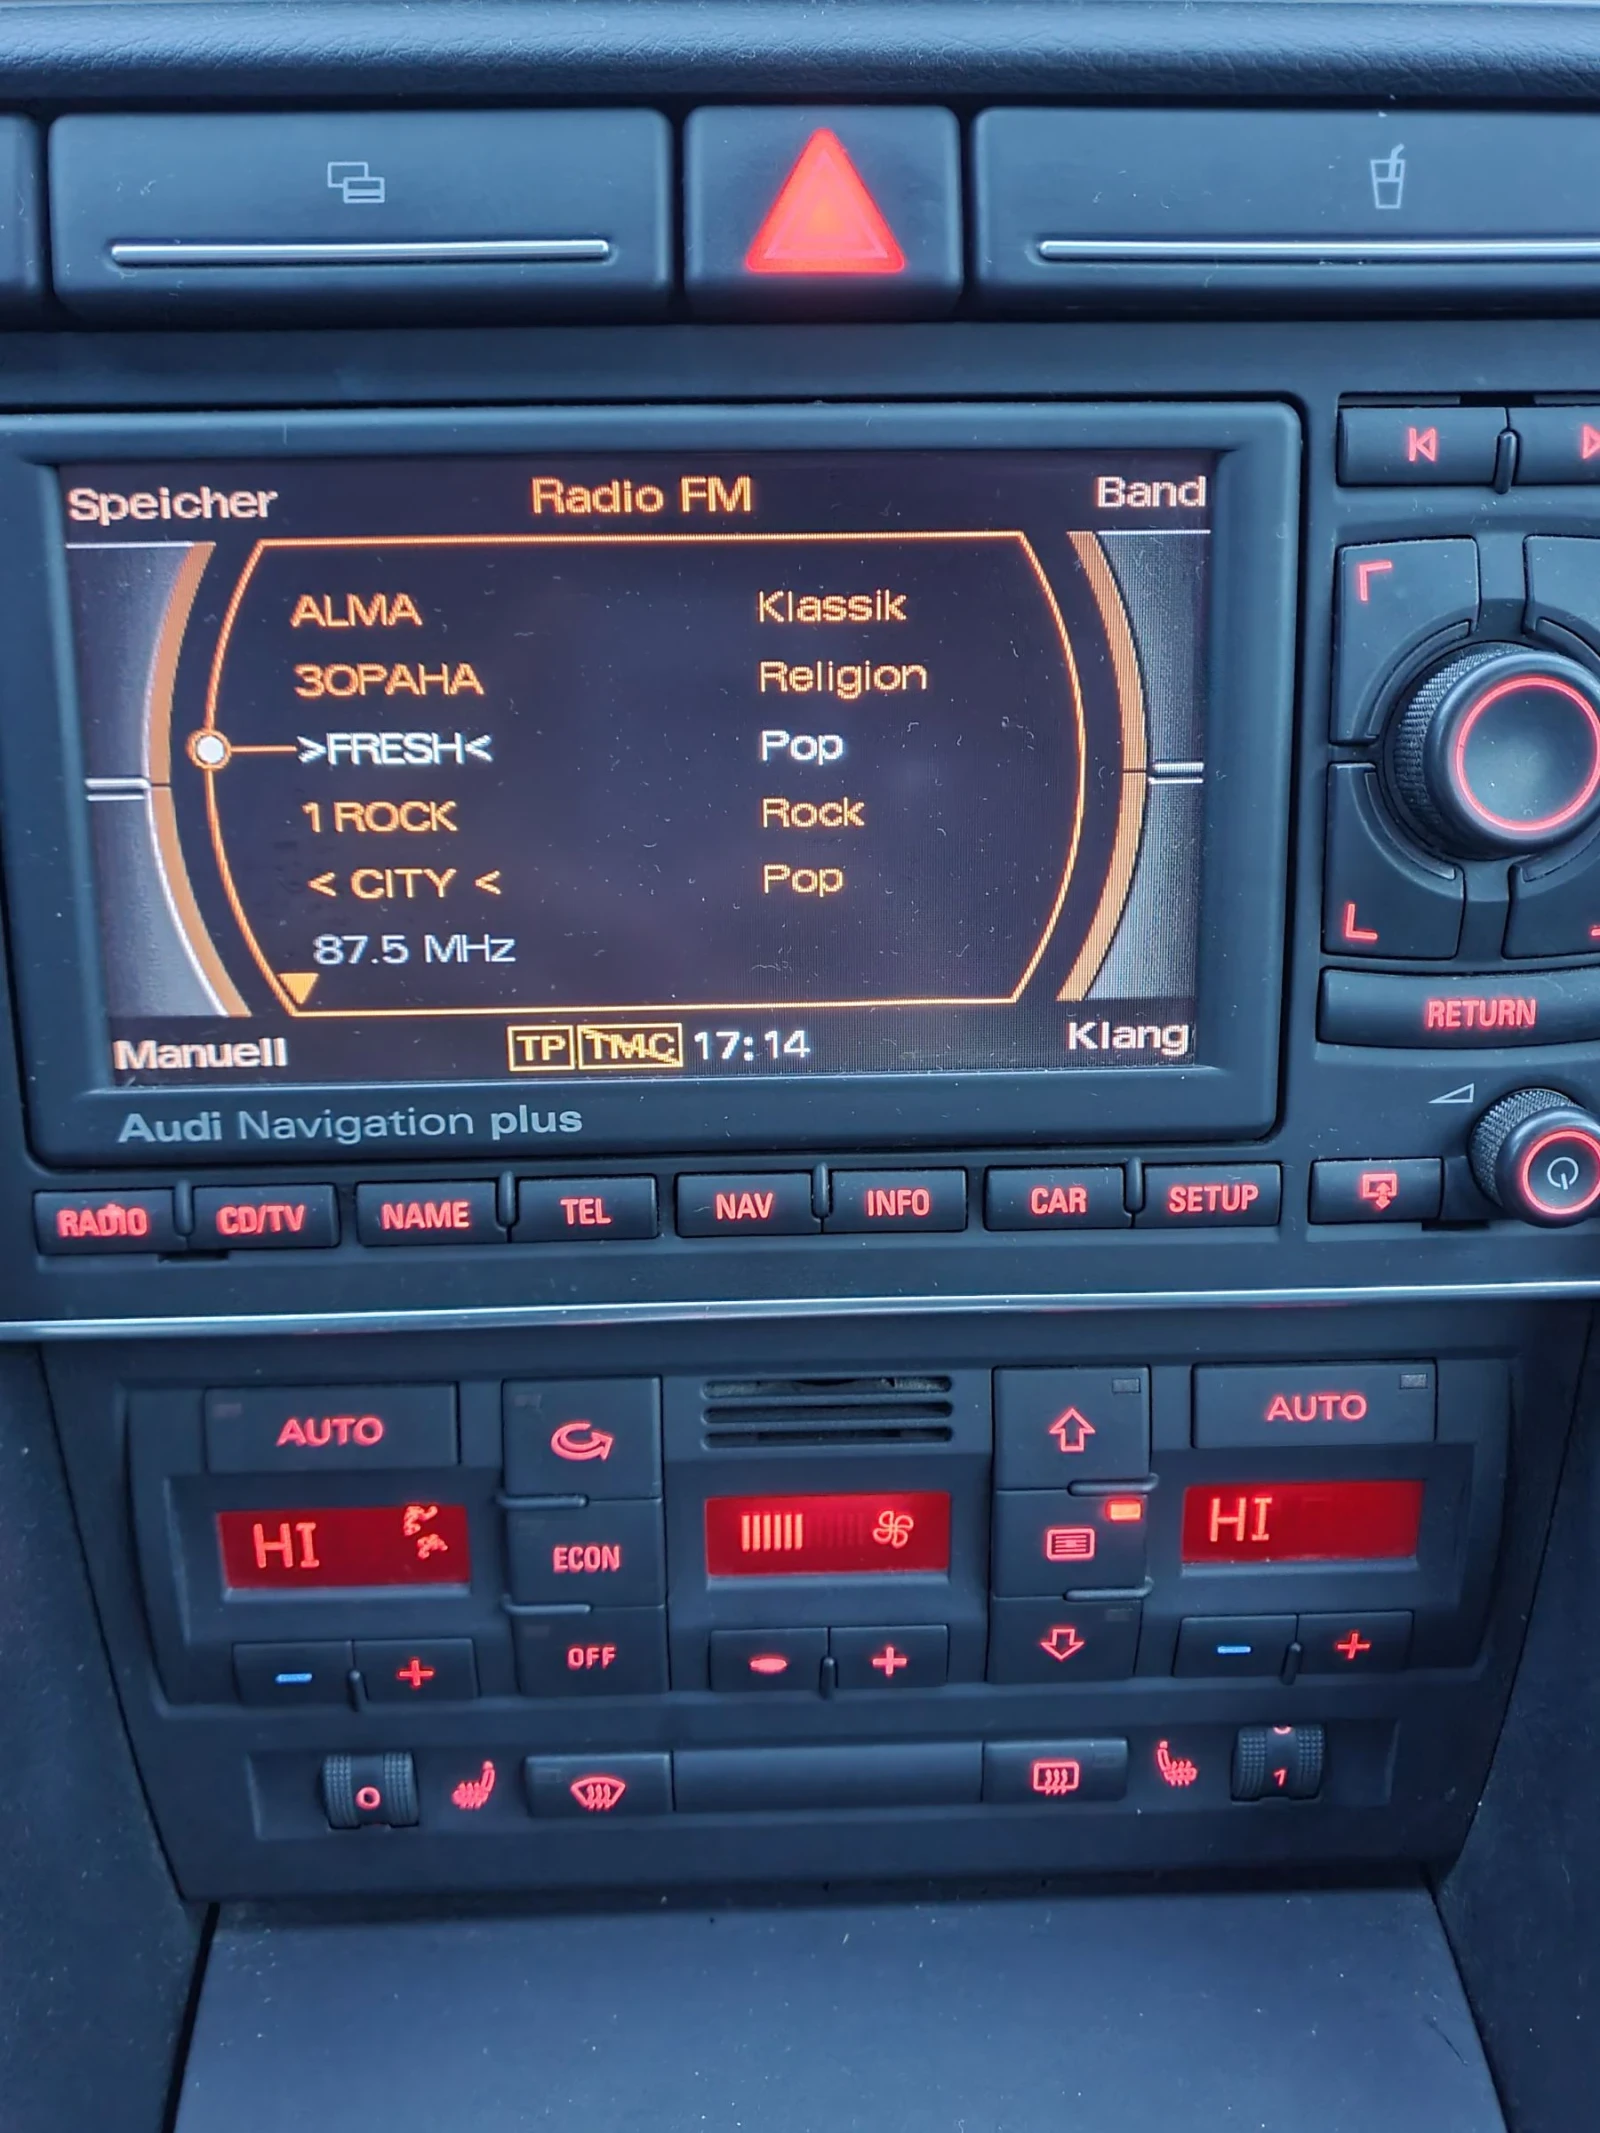 Speicher Radio FM Band
ALMA Klassik
ЗОРАНА Religion
>FRESH< Pop
1 ROCK Rock
< CITY < Pop
87.5 MHz
Manuell TP TMC 17:14 Klang
Audi Navigation plus
RETURN
RADIO CD/TV NAME TEL NAV INFO CAR SETUP
AUTO AUTO
HI HI
ECON
OFF
0 1